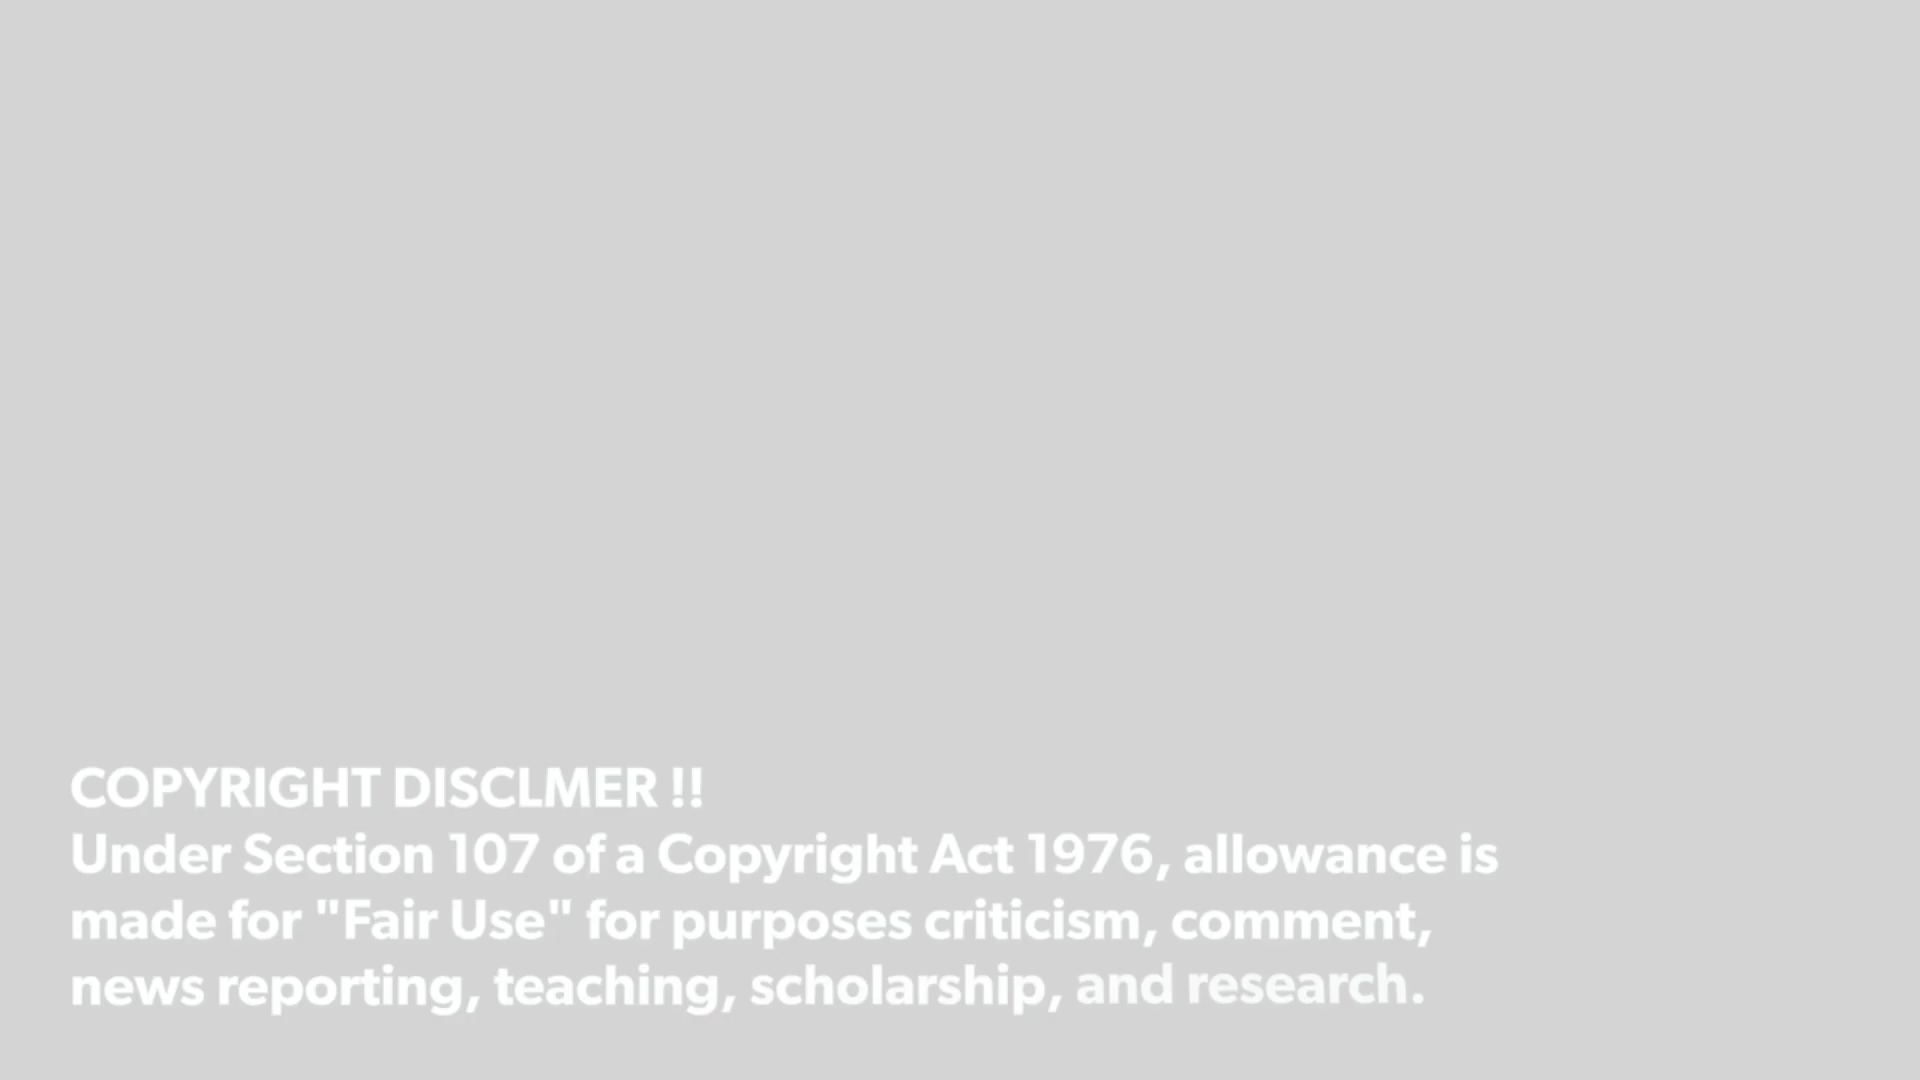 COPYRIGHT DISCLMER !!
Under Section 107 of a Copyright Act 1976, allowance is
made for "Fair Use" for purposes criticism, comment,
news reporting, teaching, scholarship, and research.